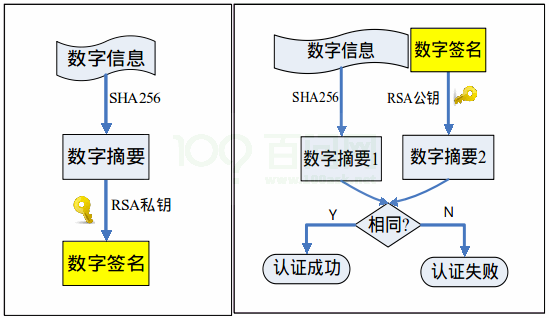 数字信息
SHA256
数字摘要
RSA私钥
数字签名
数字信息
数字签名
SHA256
RSA公钥
数字摘要1
数字摘要2
相同?
Y
N
认证成功
认证失败
100